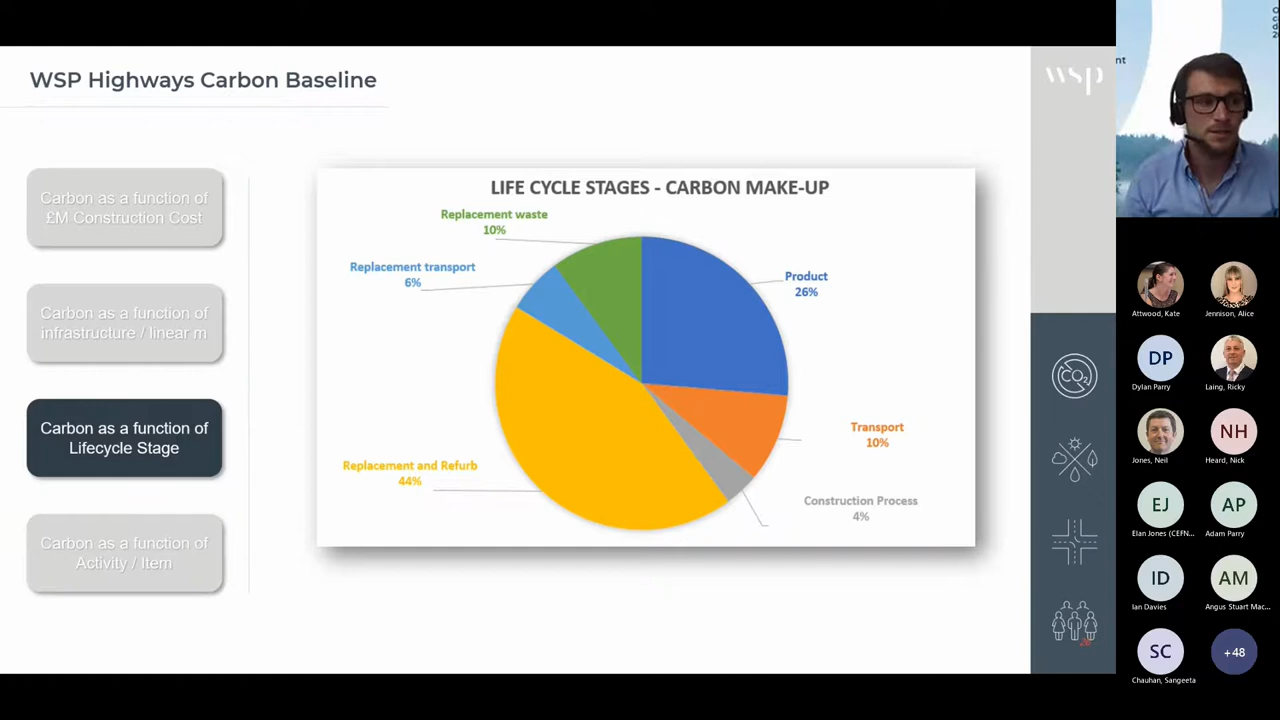 WSP Highways Carbon Baseline
wsp
Carbon as a function of
£M Construction Cost
Carbon as a function of
infrastructure / linear m
Carbon as a function of
Lifecycle Stage
Carbon as a function of
Activity / Item
LIFE CYCLE STAGES - CARBON MAKE-UP
Replacement waste
10%
Replacement transport
6%
Product
26%
Transport
10%
Replacement and Refurb
44%
Construction Process
4%
CO2
Attwood, Kate
Jennison, Alice
DP
Dylan Parry
Laing, Ricky
Jones, Neil
NH
Heard, Nick
EJ
Elan Jones (CEFN...
AP
Adam Parry
ID
Ian Davies
AM
Angus Stuart Mac...
SC
Chauhan, Sangeeta
+48